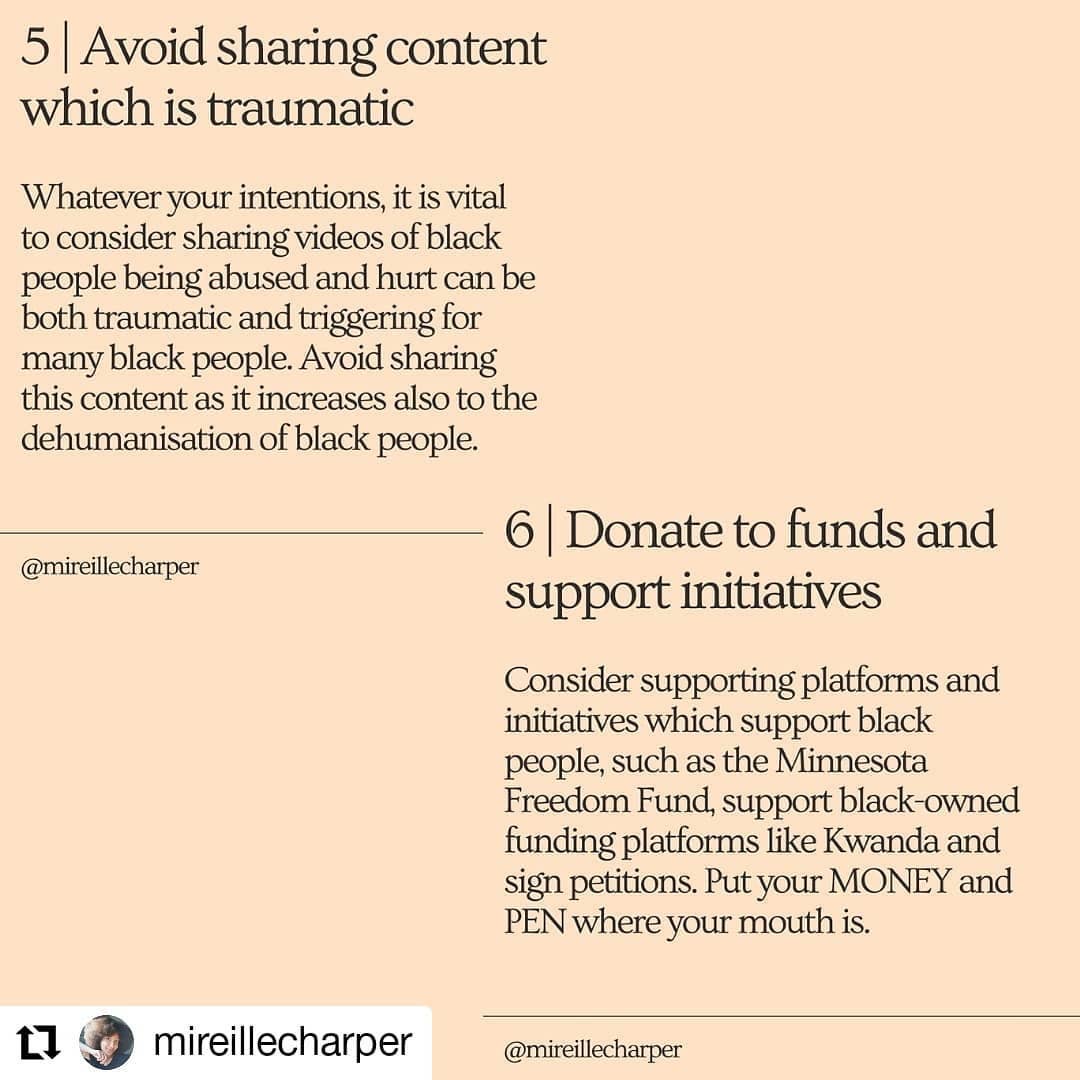 5 | Avoid sharing content
which is traumatic
Whatever your intentions, it is vital
to consider sharing videos of black
people being abused and hurt can be
both traumatic and triggering for
many black people. Avoid sharing
this content as it increases also to the
dehumanisation of black people.
@mireillecharper
6 | Donate to funds and
support initiatives
Consider supporting platforms and
initiatives which support black
people, such as the Minnesota
Freedom Fund, support black-owned
funding platforms like Kwanda and
sign petitions. Put your MONEY and
PEN where your mouth is.
@mireillecharper
mireillecharper